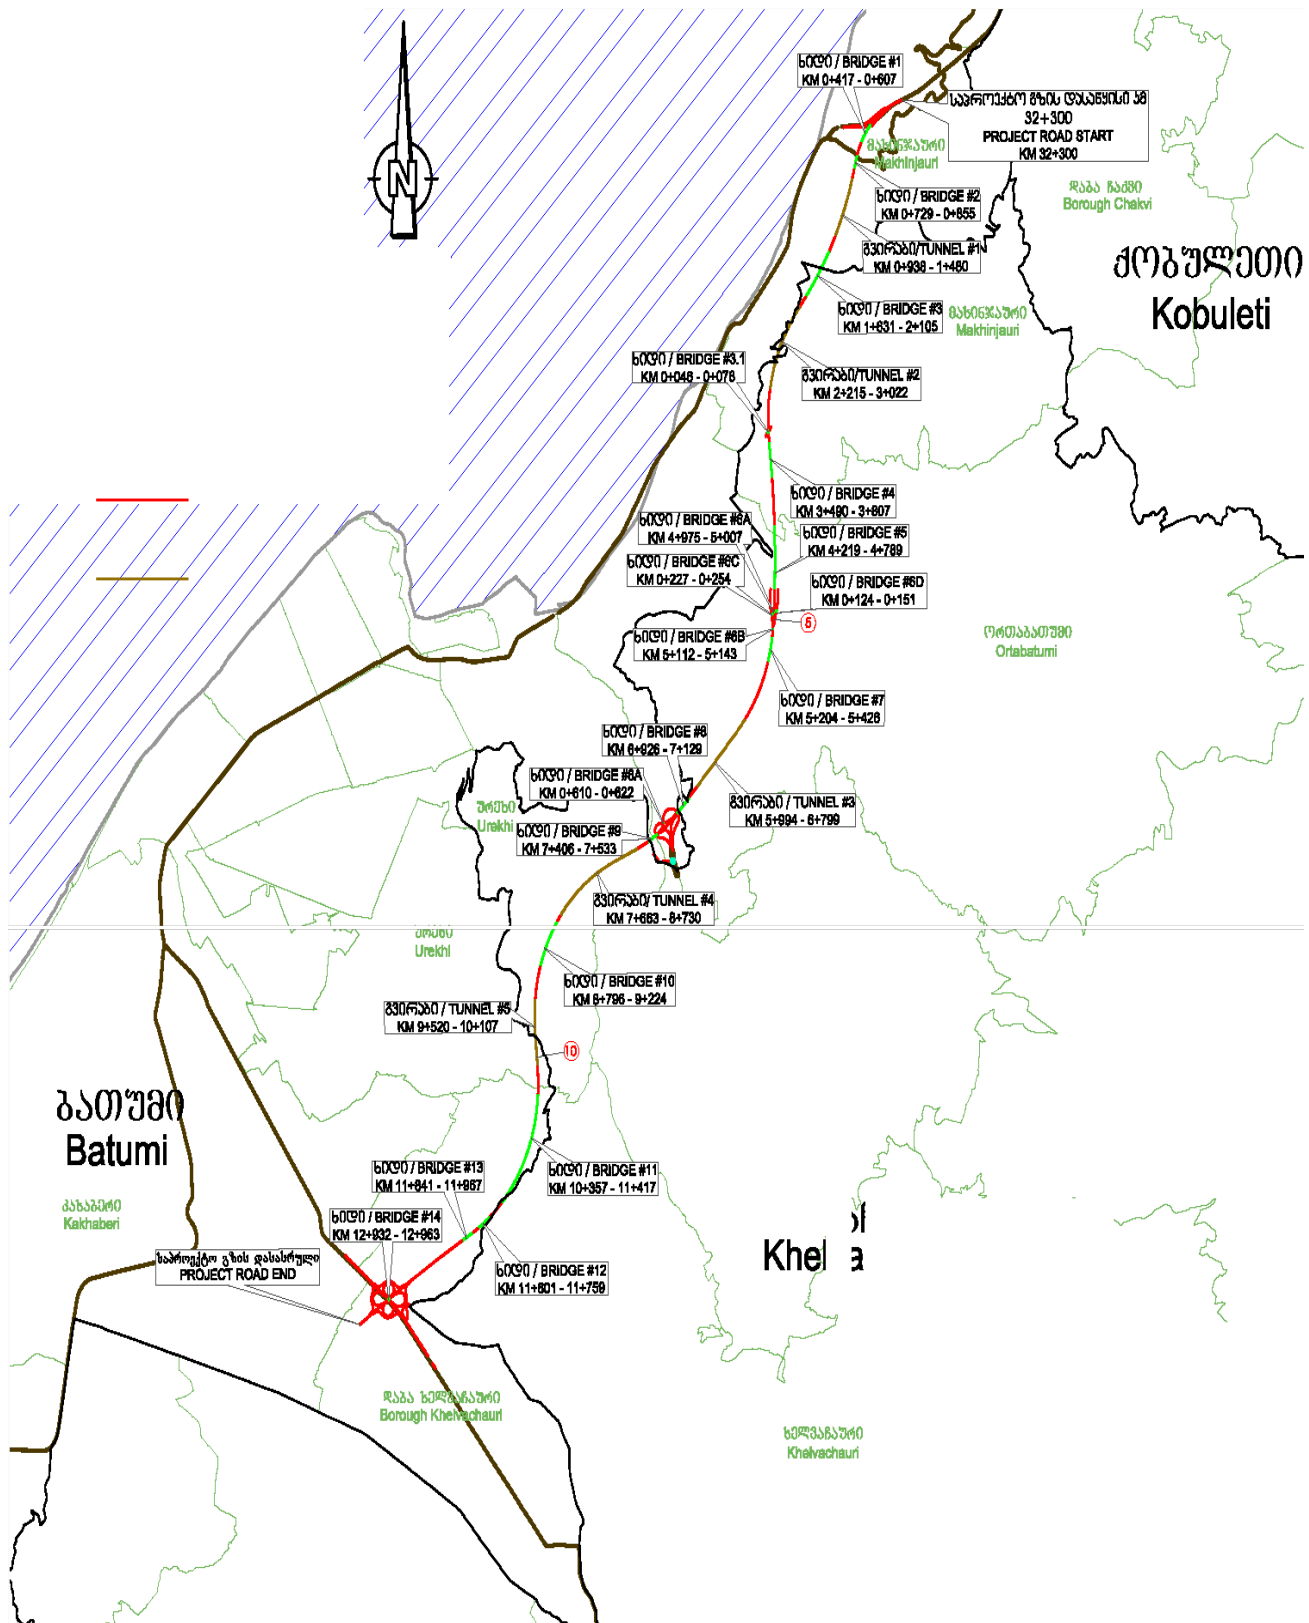 ხიდი / BRIDGE #1
KM 0+417 - 0+607
საპროექტო გზის დასაწყისი კმ
32+300
PROJECT ROAD START
KM 32+300
მახინჯაური
Makhinjauri
დაბა ჩაქვი
Borough Chakvi
ხიდი / BRIDGE #2
KM 0+729 - 0+855
გვირაბი/TUNNEL #1
KM 0+938 - 1+480
ქობულეთი
Kobuleti
ხიდი / BRIDGE #3
KM 1+631 - 2+105
მახინჯაური
Makhinjauri
ხიდი / BRIDGE #3.1
KM 0+048 - 0+078
გვირაბი/TUNNEL #2
KM 2+215 - 3+022
ხიდი / BRIDGE #4
KM 3+490 - 3+807
ხიდი / BRIDGE #6A
KM 4+975 - 5+007
ხიდი / BRIDGE #5
KM 4+219 - 4+789
ხიდი / BRIDGE #6C
KM 0+227 - 0+254
ხიდი / BRIDGE #6D
KM 0+124 - 0+151
5
ხიდი / BRIDGE #6B
KM 5+112 - 5+143
ორთაბათუმი
Ortabatumi
ხიდი / BRIDGE #7
KM 5+204 - 5+426
ხიდი / BRIDGE #8
KM 6+926 - 7+129
ხიდი / BRIDGE #8A
KM 0+610 - 0+622
გვირაბი / TUNNEL #3
KM 5+994 - 6+799
ურეხი
Urekhi
ხიდი / BRIDGE #9
KM 7+406 - 7+533
გვირაბი/ TUNNEL #4
KM 7+663 - 8+730
ურეხი
Urekhi
ხიდი / BRIDGE #10
KM 8+796 - 9+224
გვირაბი / TUNNEL #5
KM 9+520 - 10+107
10
ბათუმი
Batumi
ხიდი / BRIDGE #13
KM 11+841 - 11+967
ხიდი / BRIDGE #11
KM 10+357 - 11+417
კახაბერი
Kakhaberi
ხიდი / BRIDGE #14
KM 12+932 - 12+963
საპროექტო გზის დასასრული
PROJECT ROAD END
ხიდი / BRIDGE #12
KM 11+601 - 11+759
Khel
დაბა ხელვაჩაური
Borough Khelvachauri
ხელვაჩაური
Khelvachauri
N